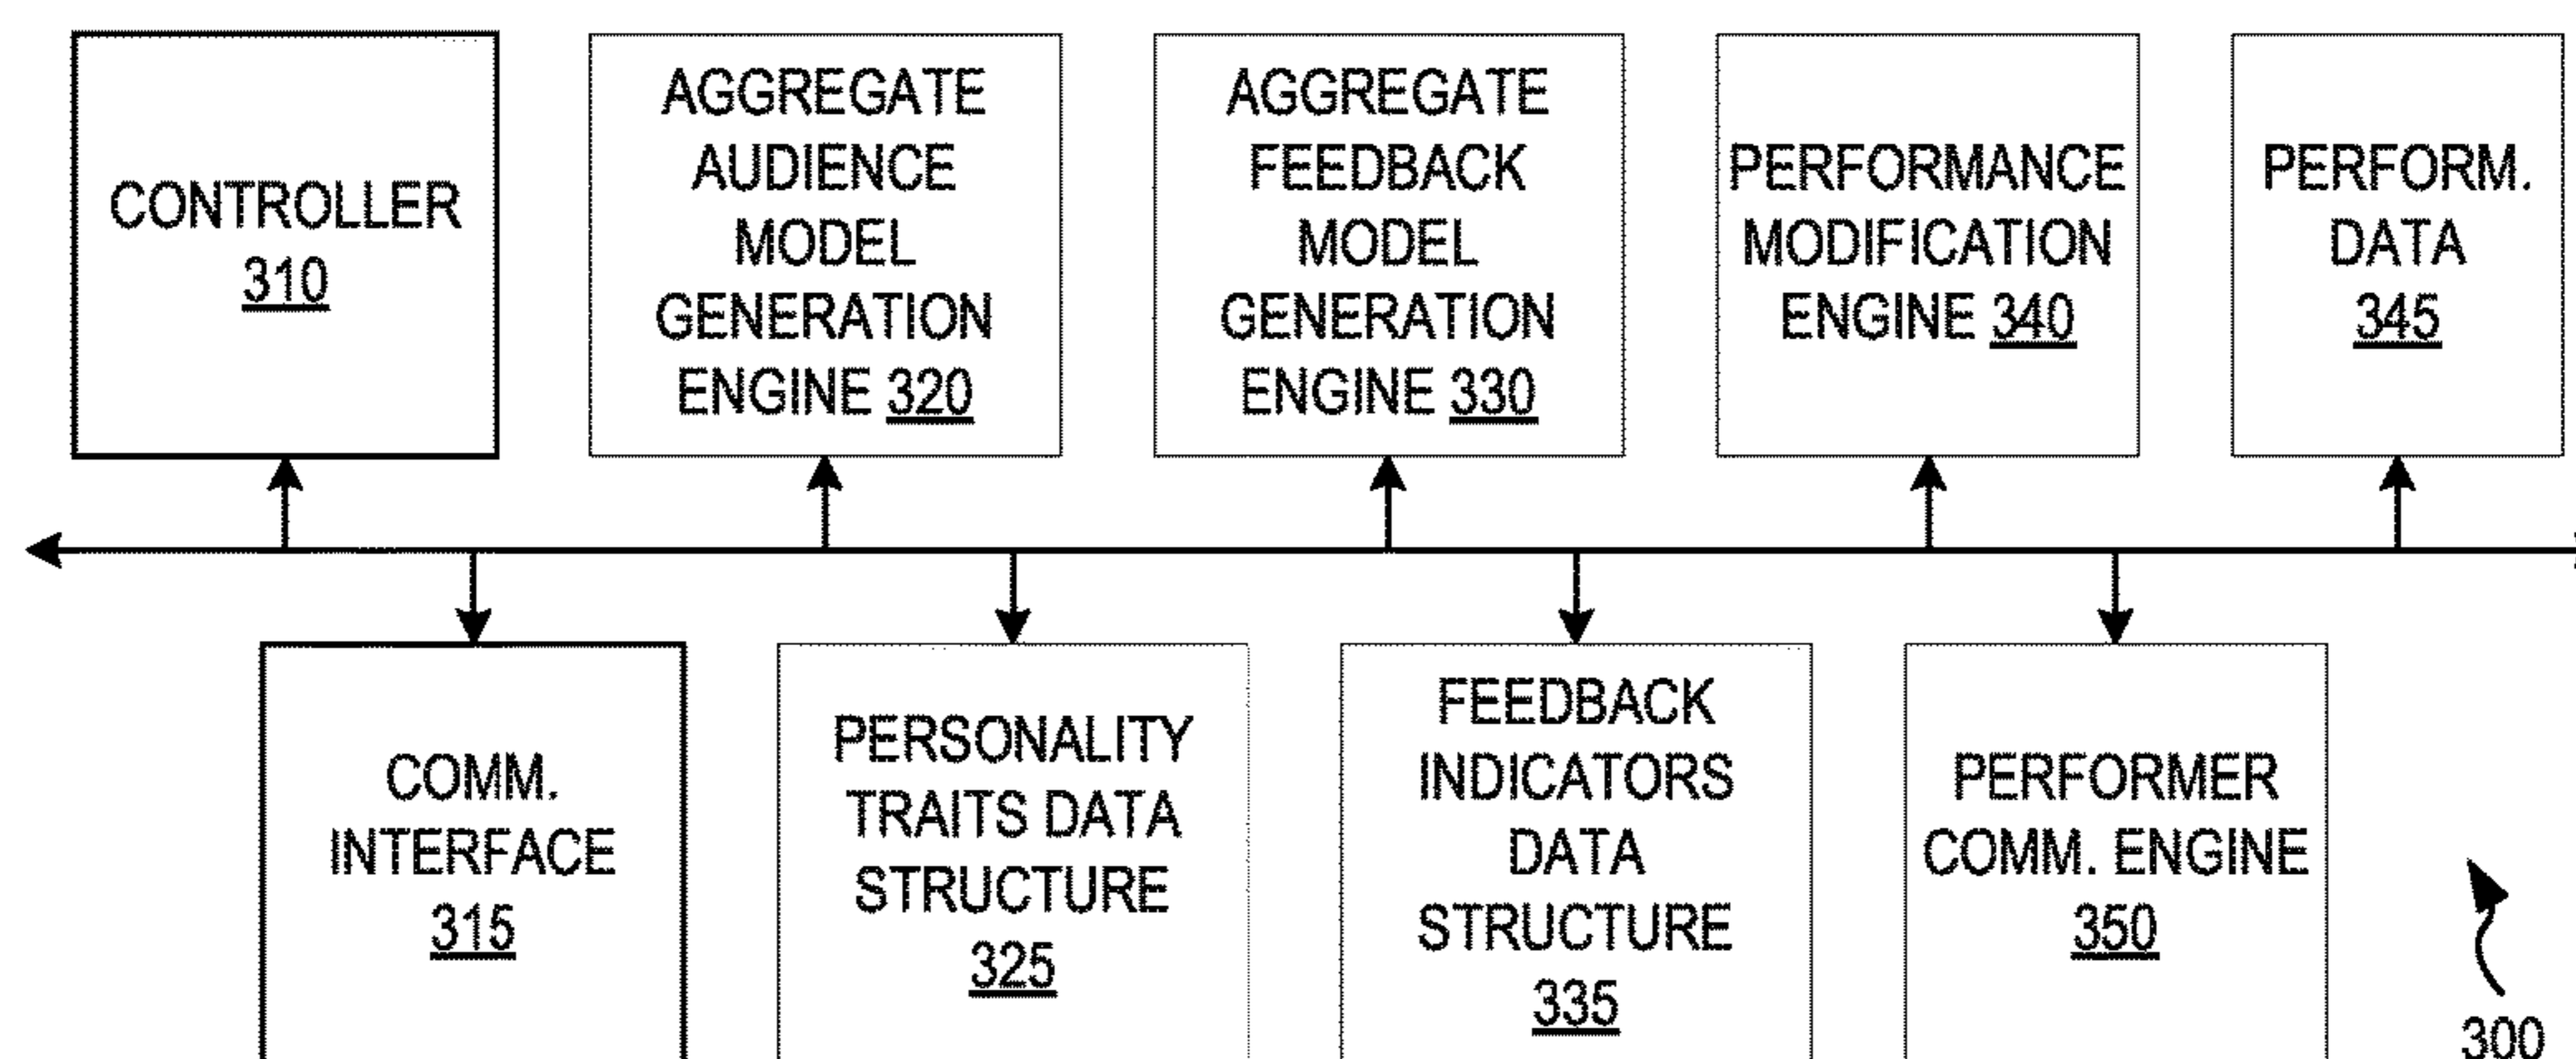 CONTROLLER
310
AGGREGATE
AUDIENCE
MODEL
GENERATION
ENGINE 320
AGGREGATE
FEEDBACK
MODEL
GENERATION
ENGINE 330
PERFORMANCE
MODIFICATION
ENGINE 340
PERFORM.
DATA
345
COMM.
INTERFACE
315
PERSONALITY
TRAITS DATA
STRUCTURE
325
FEEDBACK
INDICATORS
DATA
STRUCTURE
335
PERFORMER
COMM. ENGINE
350
300